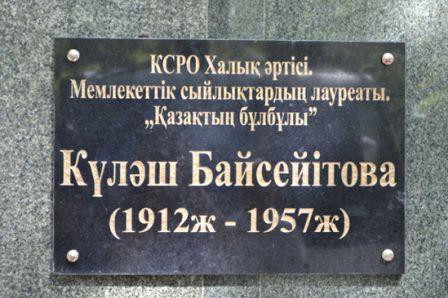 КСРО Халық әртісі.
Мемлекеттік сыйлықтардың лауреаты.
„Қазақтың бұлбұлы”
Күләш Байсейітова
(1912ж - 1957ж)